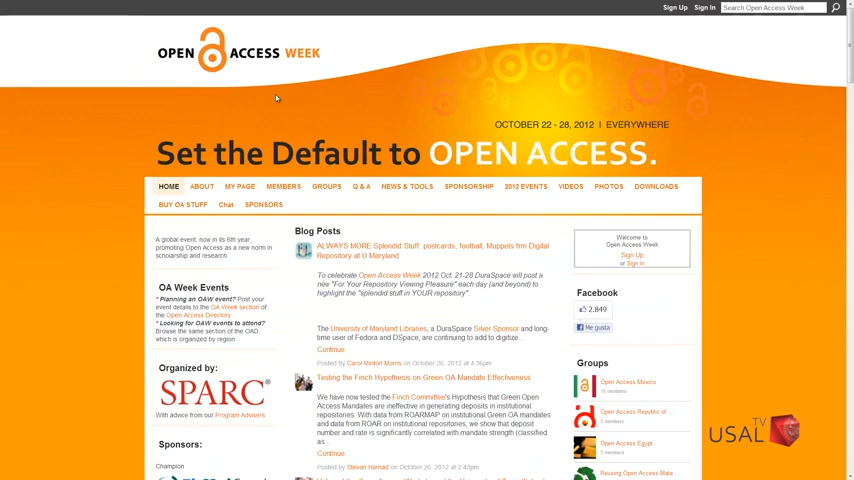 Sign Up Sign In Search Open Access Week
OPEN ACCESS WEEK
OCTOBER 22 - 28, 2012 | EVERYWHERE
Set the Default to OPEN ACCESS.
HOME ABOUT MY PAGE MEMBERS GROUPS Q & A NEWS & TOOLS SPONSORSHIP 2012 EVENTS VIDEOS PHOTOS DOWNLOADS
BUY OA STUFF Chat SPONSORS
A global event, now in its 6th year,
promoting Open Access as a new norm in
scholarship and research
OA Week Events
* Planning an OAW event? Post your
event details to the OA Week section of
the Open Access Directory.
* Looking for OAW events to attend?
Browse the same section of the OAD,
which is organized by region
Organized by:
SPARC®
With advice from our Program Advisers
Sponsors:
Champion
Blog Posts
ALWAYS MORE Splendid Stuff: postcards, football, Muppets frm Digital
Repository at U Maryland
To celebrate Open Access Week 2012 Oct. 21-28 DuraSpace will post a
new "For Your Repository Viewing Pleasure" each day (and beyond) to
highlight the "splendid stuff in YOUR repository".
The University of Maryland Libraries, a DuraSpace Silver Sponsor and long-
time user of Fedora and DSpace, are continuing to add to digitize...
Continue
Posted by Carol Minton Morris on October 26, 2012 at 4:36pm
Testing the Finch Hypothesis on Green OA Mandate Effectiveness
We have now tested the Finch Committee's Hypothesis that Green Open
Access Mandates are ineffective in generating deposits in institutional
repositories. With data from ROARMAP on institutional Green OA mandates
and data from ROAR on institutional repositories, we show that deposit
number and rate is significantly correlated with mandate strength (classified
as...
Continue
Posted by Stevan Harnad on October 26, 2012 at 2:43pm
Welcome to
Open Access Week
Sign Up
or Sign In
Facebook
2.849
Me gusta
Groups
Open Access Mexico
Open Access Republic of ...
Open Access Egypt
Reusing Open Access Mate...
USAL TV